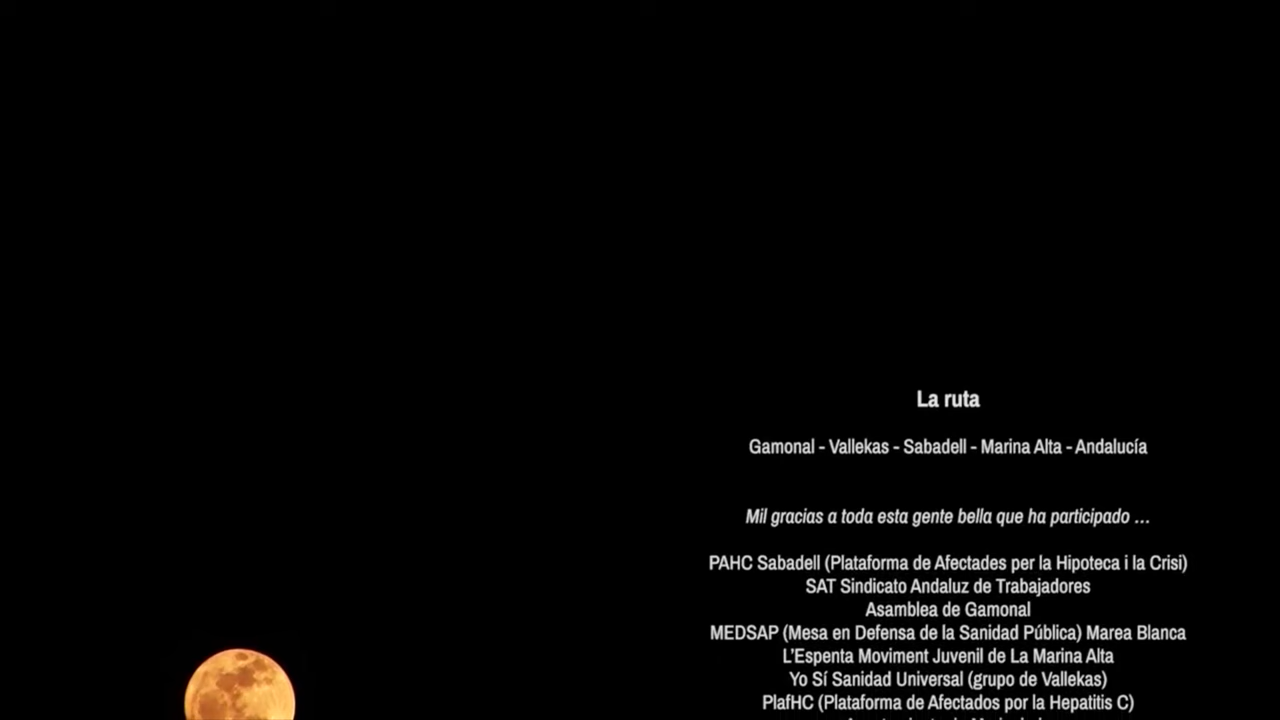 La ruta
Gamonal - Vallekas - Sabadell - Marina Alta - Andalucía
Mil gracias a toda esta gente bella que ha participado ...
PAHC Sabadell (Plataforma de Afectades per la Hipoteca i la Crisi)
SAT Sindicato Andaluz de Trabajadores
Asamblea de Gamonal
MEDSAP (Mesa en Defensa de la Sanidad Pública) Marea Blanca
L'Espenta Moviment Juvenil de La Marina Alta
Yo Sí Sanidad Universal (grupo de Vallekas)
PlafHC (Plataforma de Afectados por la Hepatitis C)